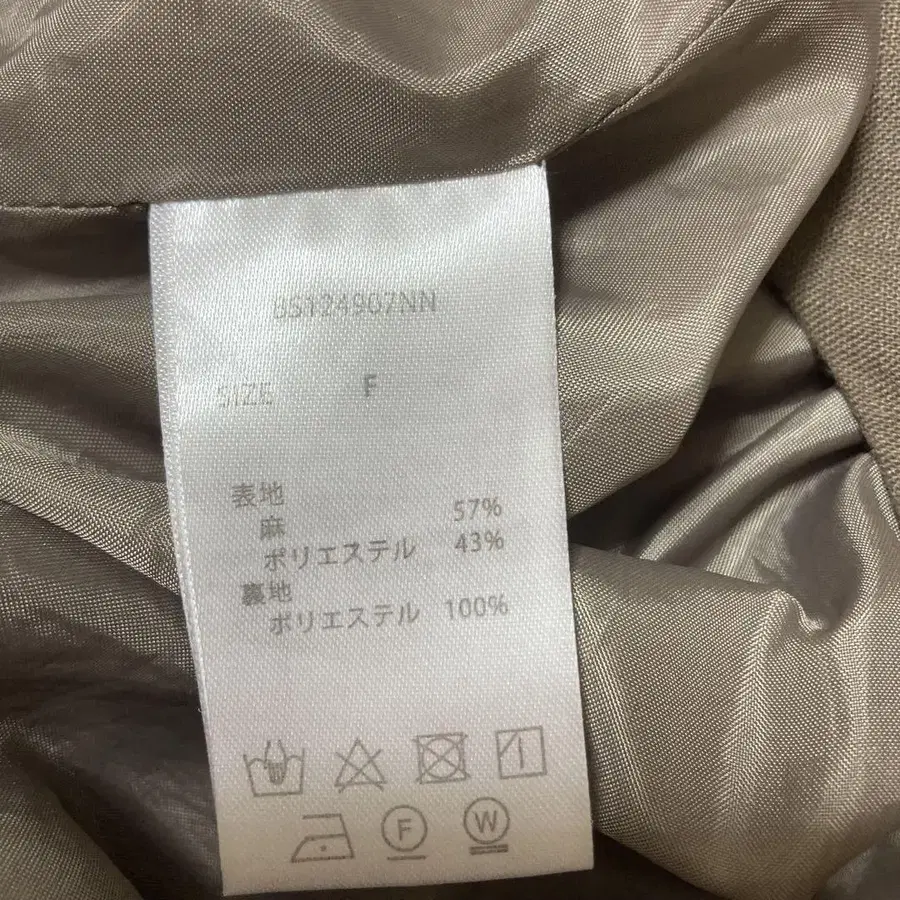 BS124907NN
SIZE F
表地
麻 57%
ポリエステル 43%
裏地
ポリエステル 100%
F W